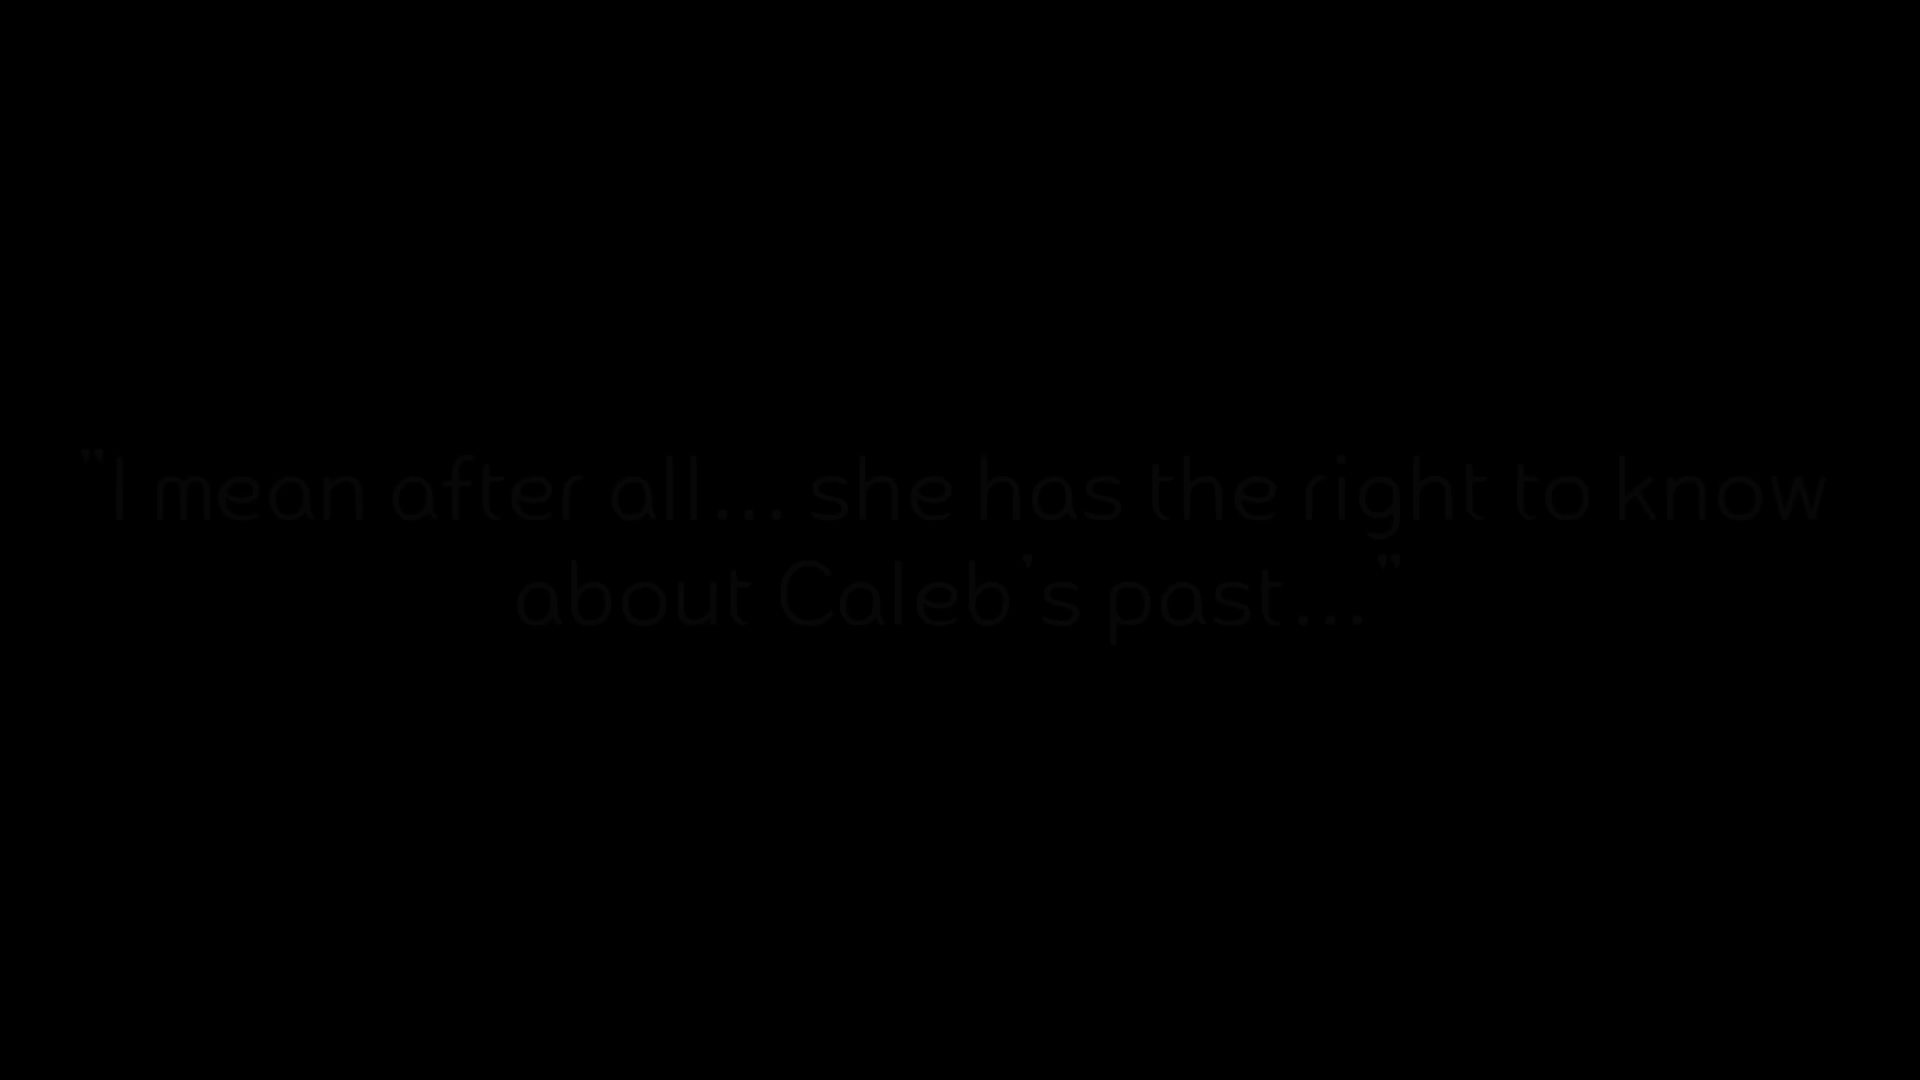 "I mean after all... she has the right to know
about Caleb's past..."